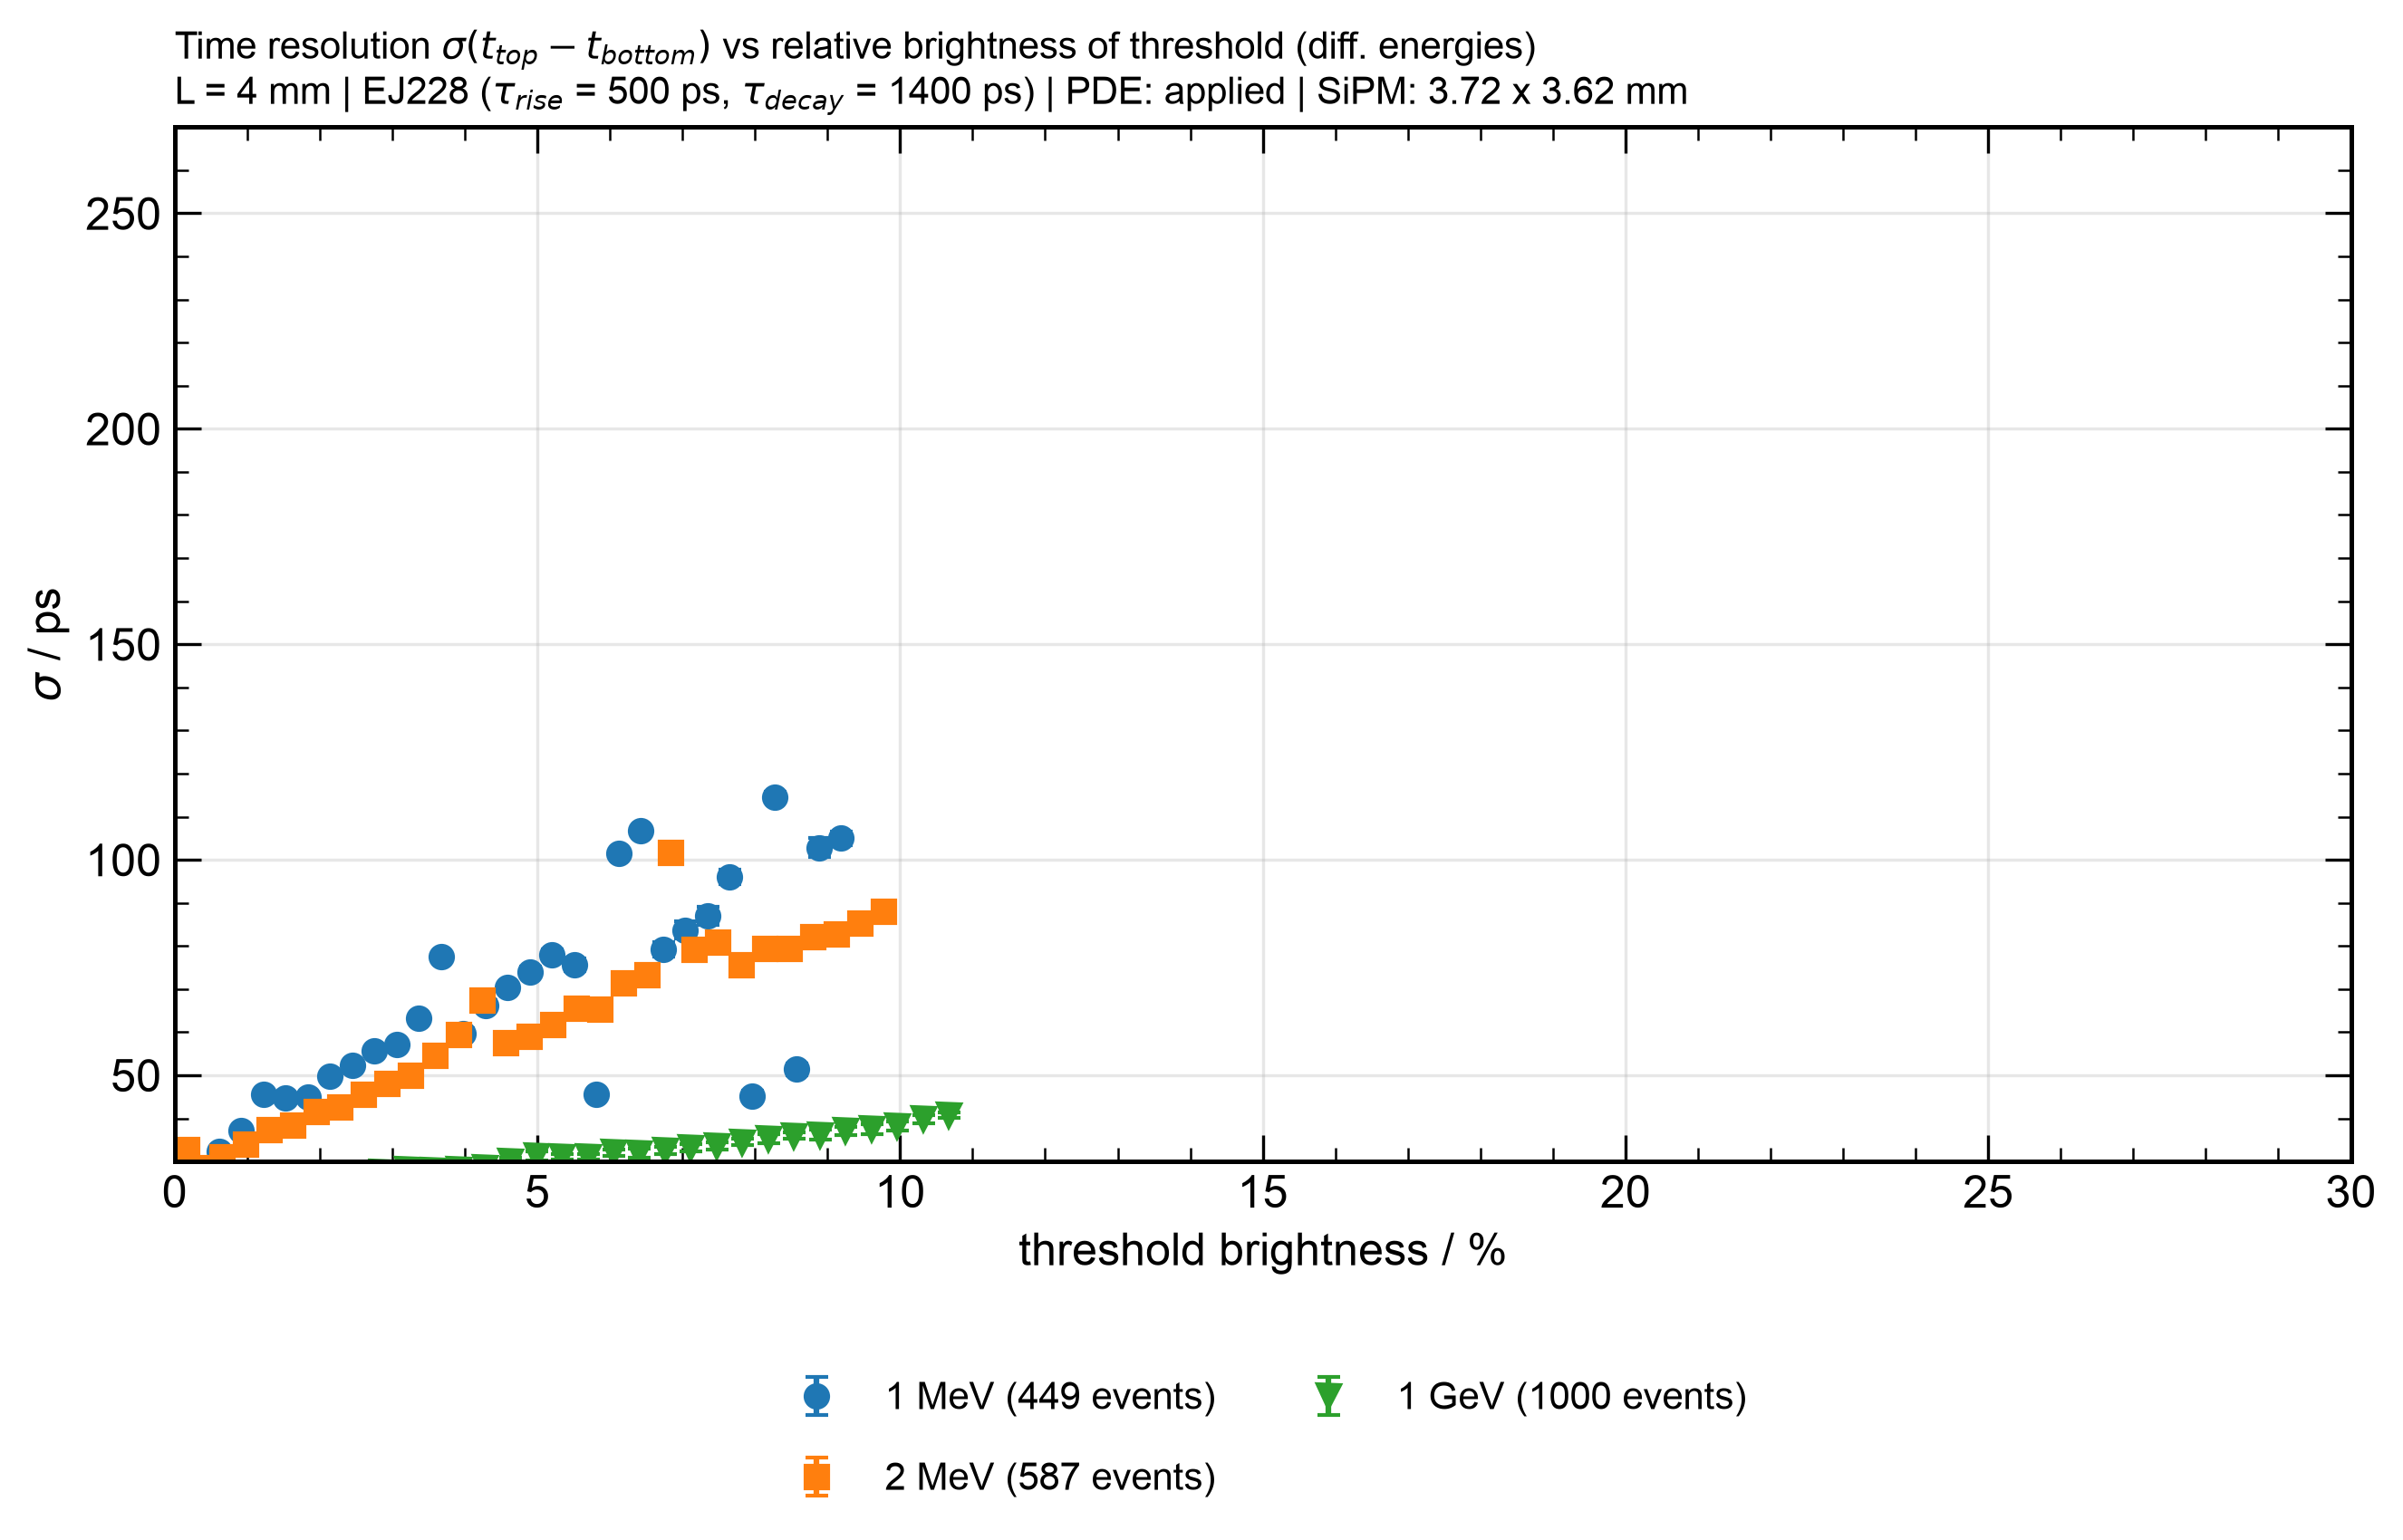 Time resolution σ(t_top − t_bottom) vs relative brightness of threshold (diff. energies)
L = 4 mm | EJ228 (τ_rise = 500 ps, τ_decay = 1400 ps) | PDE: applied | SiPM: 3.72 x 3.62 mm
250
200
150
100
50
σ / ps
0 5 10 15 20 25 30
threshold brightness / %
1 MeV (449 events) 1 GeV (1000 events)
2 MeV (587 events)